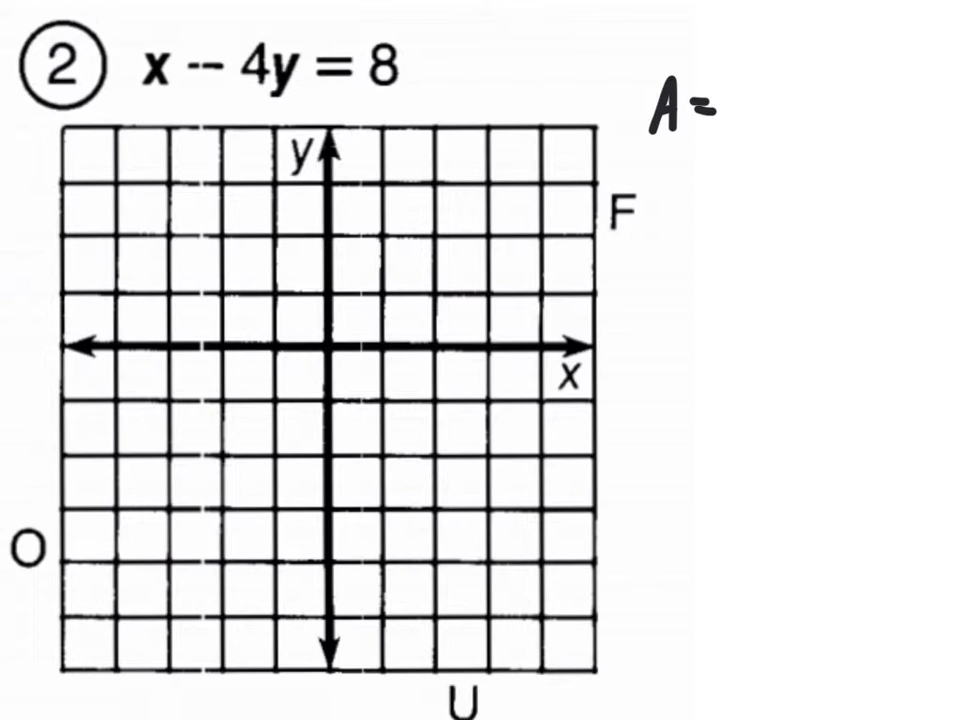 2 x -- 4y = 8
A =
y
F
x
O
U